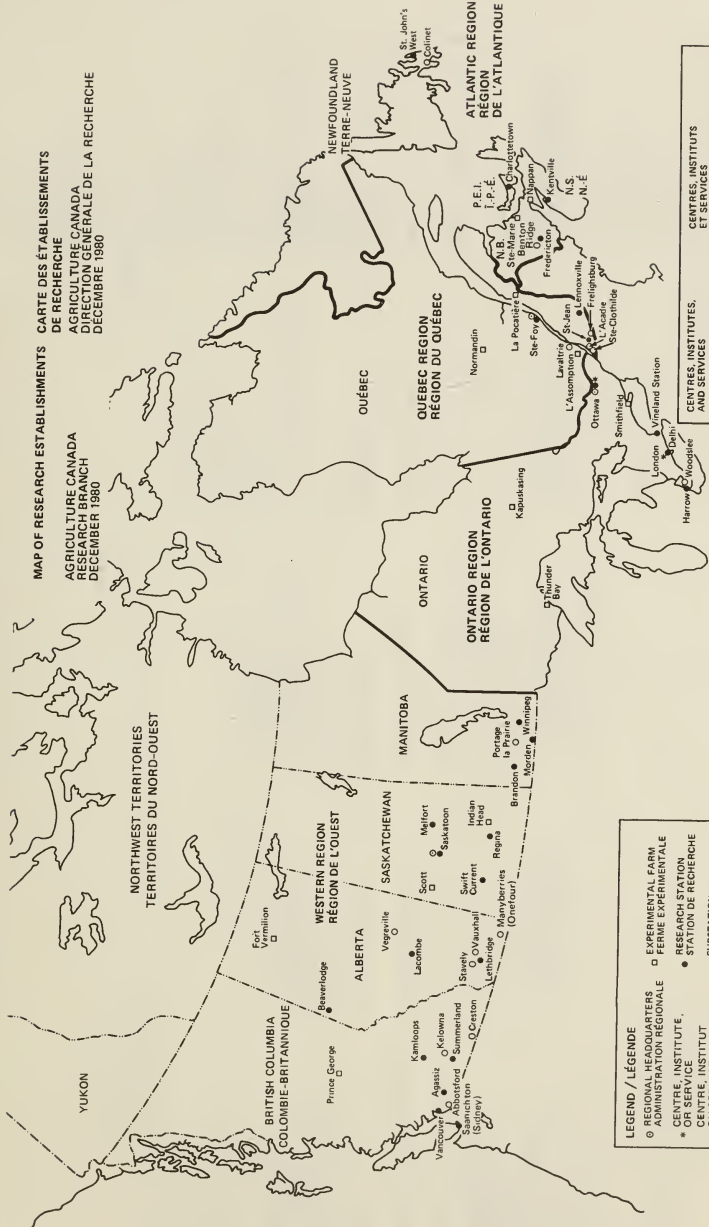 MAP OF RESEARCH ESTABLISHMENTS
AGRICULTURE CANADA
RESEARCH BRANCH
DECEMBER 1980
CARTE DES ÉTABLISSEMENTS
DE RECHERCHE
AGRICULTURE CANADA
DIRECTION GÉNÉRALE DE LA RECHERCHE
DECEMBRE 1980
YUKON
NORTHWEST TERRITORIES
TERRITOIRES DU NORD-OUEST
BRITISH COLUMBIA
COLOMBIE-BRITANNIQUE
Prince George
Kamloops
Kelowna
Summerland
Creston
Agassiz
Vancouver
Abbotsford
Saanichton
(Sidney)
WESTERN REGION
RÉGION DE L'OUEST
Fort
Vermilion
Beaverlodge
ALBERTA
Vegreville
Lacombe
Stavely
Vauxhall
Lethbridge
Manyberries
(Onefour)
SASKATCHEWAN
Melfort
Saskatoon
Scott
Swift
Current
Indian
Head
Regina
MANITOBA
Portage
la Prairie
Brandon
Winnipeg
Morden
ONTARIO
ONTARIO REGION
RÉGION DE L'ONTARIO
Kapuskasing
Thunder
Bay
Ottawa
Smithfield
Vineland Station
London
Delhi
Woodslee
Harrow
QUÉBEC
QUEBEC REGION
RÉGION DU QUÉBEC
Normandin
La Pocatière
Ste-Foy
Lavaltrie
L'Assomption
St-Jean
Lennoxville
Frelighsburg
L'Acadie
Ste-Clothilde
NEWFOUNDLAND
TERRE-NEUVE
St. John's
West
Colinet
ATLANTIC REGION
RÉGION
DE L'ATLANTIQUE
P.E.I.
Î.-P.-É.
Charlottetown
N.B.
Ste-Marie
Benton
Ridge
Fredericton
Nappan
Kentville
N.S.
N.-É
LEGEND / LÉGENDE
REGIONAL HEADQUARTERS
ADMINISTRATION RÉGIONALE
* CENTRE, INSTITUTE,
OR SERVICE
CENTRE, INSTITUT
EXPERIMENTAL FARM
FERME EXPÉRIMENTALE
RESEARCH STATION
STATION DE RECHERCHE
CENTRES, INSTITUTES,
AND SERVICES
CENTRES, INSTITUTS
ET SERVICES